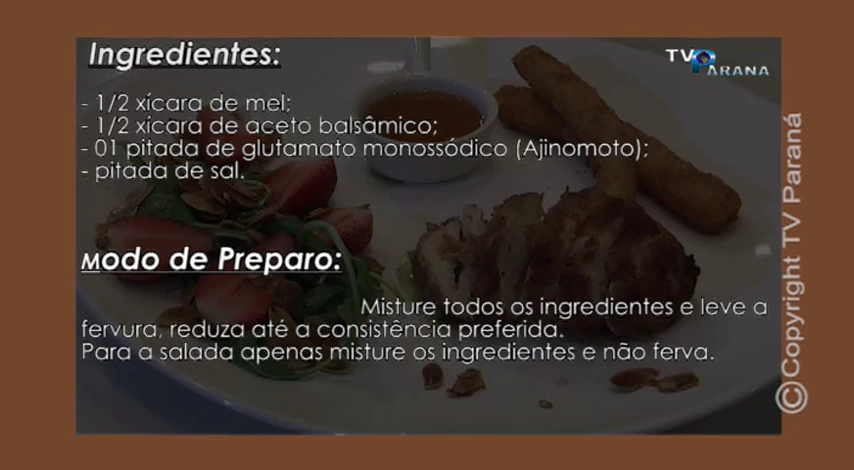 Ingredientes:
TV PARANA
- 1/2 xícara de mel;
- 1/2 xícara de aceto balsâmico;
- 01 pitada de glutamato monossódico (Ajinomoto);
- pitada de sal.
Modo de Preparo:
Misture todos os ingredientes e leve a
fervura, reduza até a consistência preferida.
Para a salada apenas misture os ingredientes e não ferva.
©Copyright TV Paraná